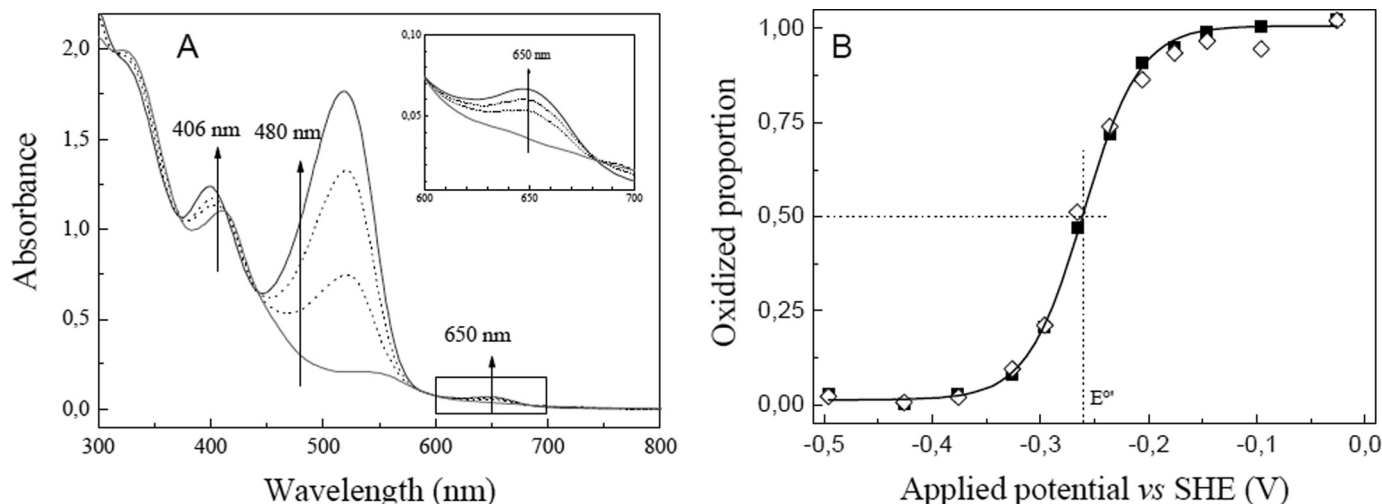 A
2,0
1,5
1,0
0,5
0,0
Absorbance
300 400 500 600 700 800
Wavelength (nm)
406 nm
480 nm
650 nm
0,10
0,05
0,00
600 650 700
650 nm
B
1,00
0,75
0,50
0,25
0,00
Oxidized proportion
E°'
-0,5 -0,4 -0,3 -0,2 -0,1 0,0
Applied potential vs SHE (V)